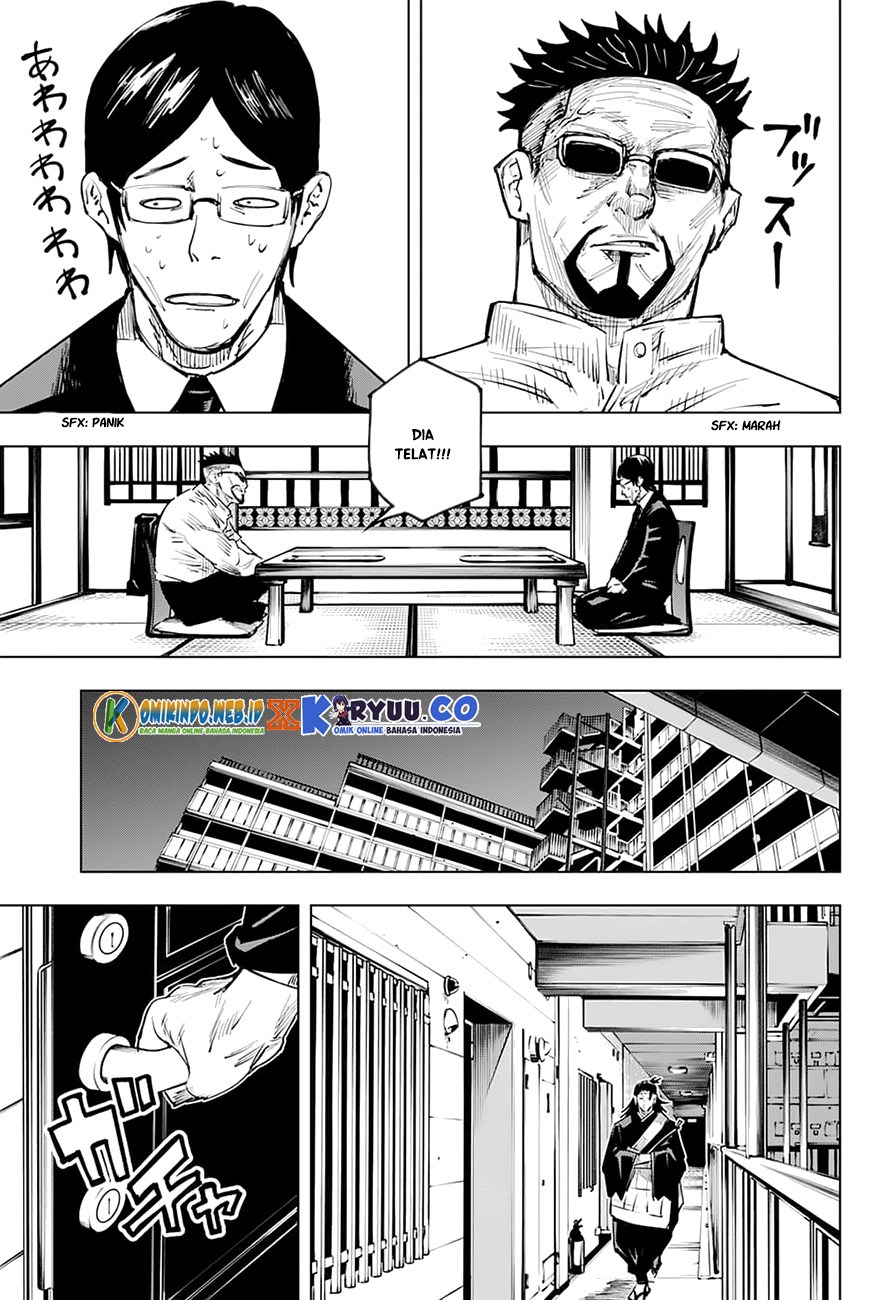 ブッスー
あわわわわわわ
SFX: MARAH
SFX: PANIK
DIA
TELAT!!!
KOMIKINDO.WEB.ID X KIRYUU.CO
BACA MANGA ONLINE BAHASA INDONESIA
OMIK ONLINE BAHASA INDONESIA
ガチャ